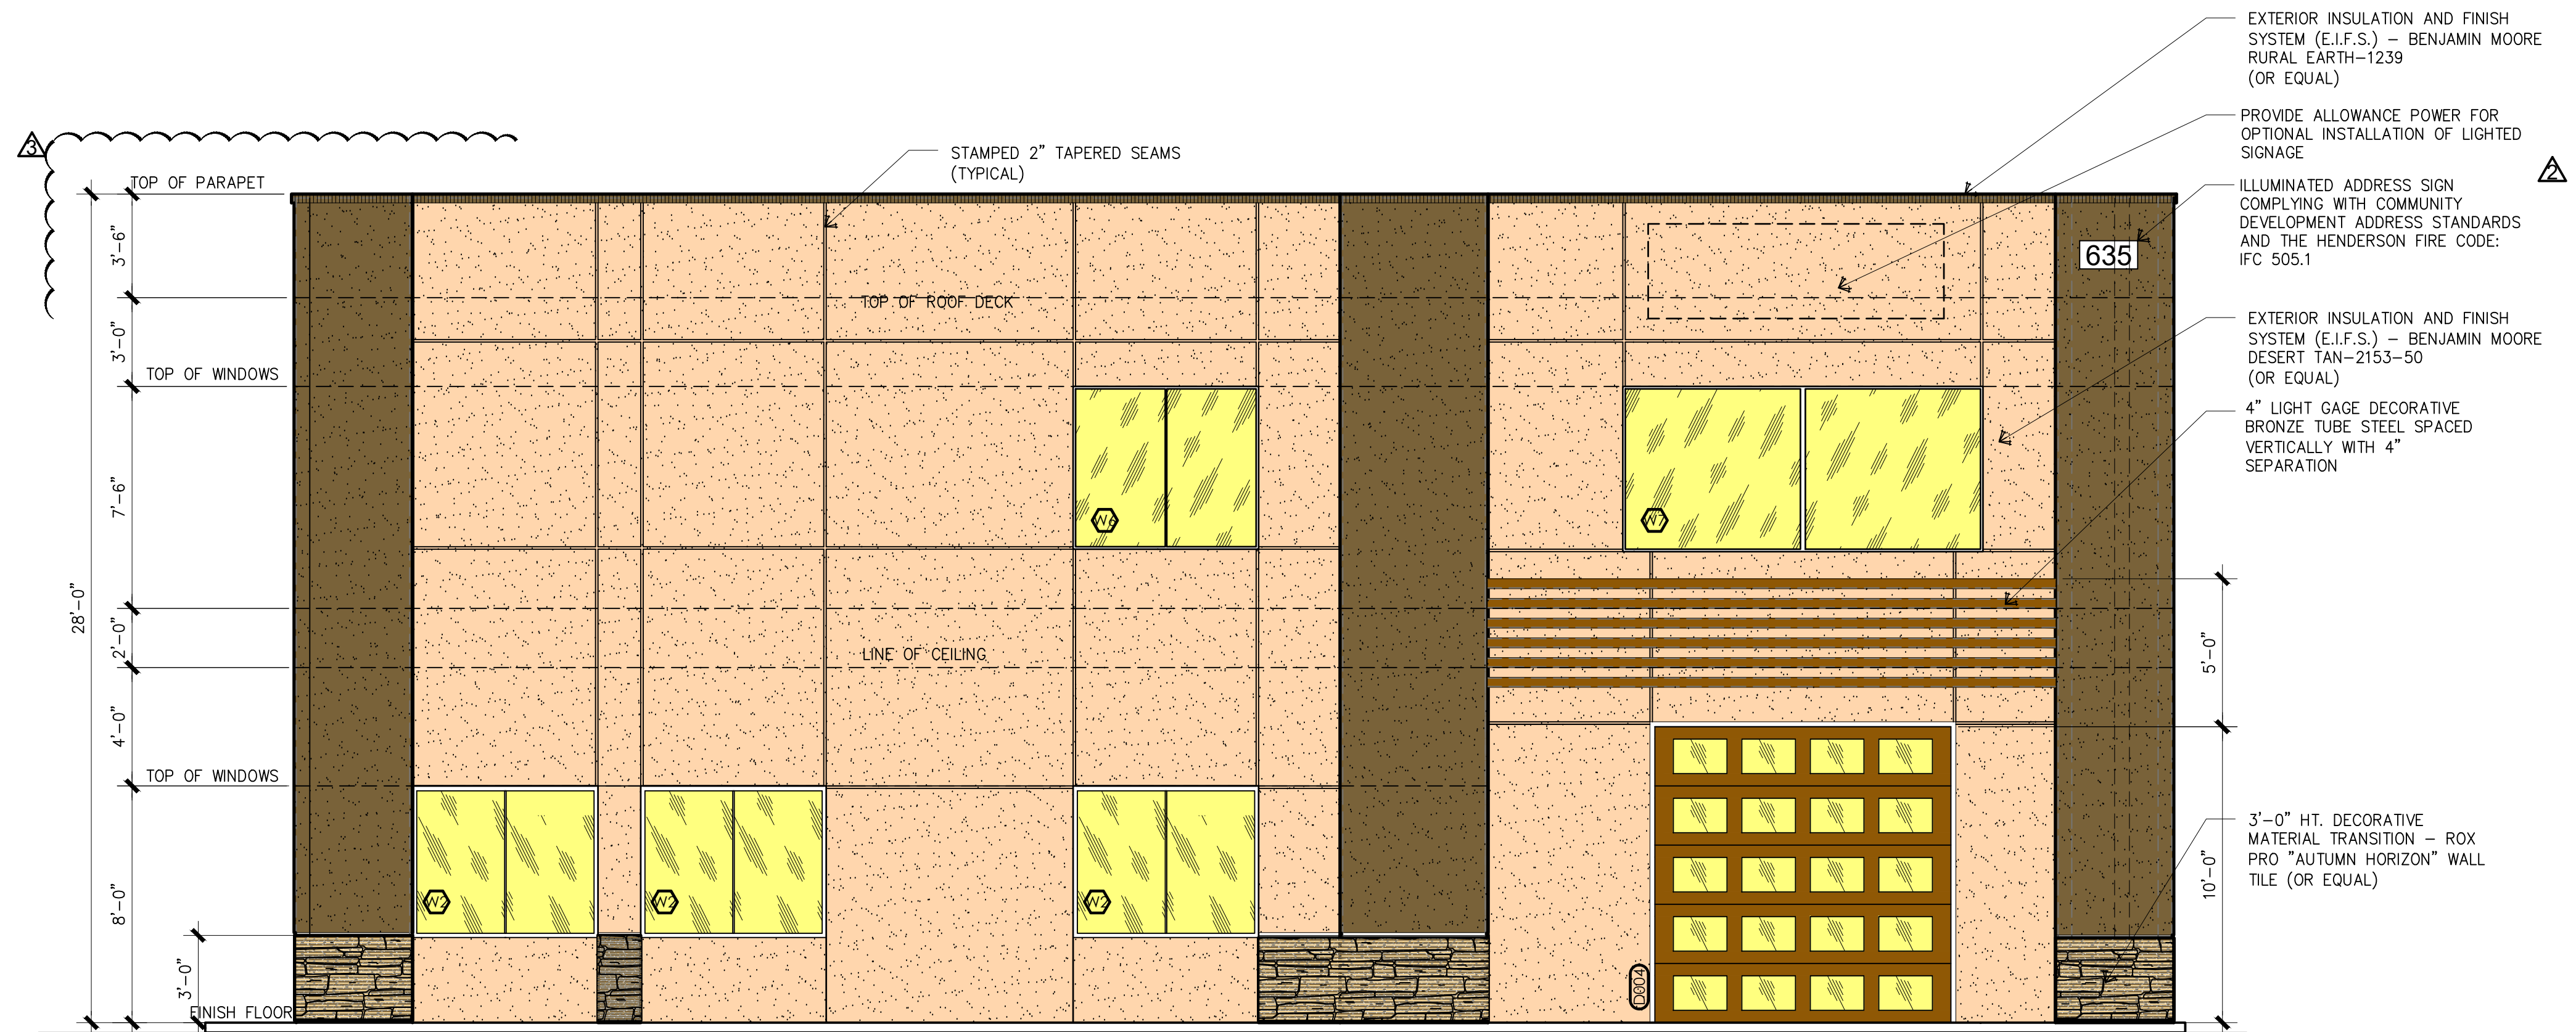 EXTERIOR INSULATION AND FINISH
SYSTEM (E.I.F.S.) – BENJAMIN MOORE
RURAL EARTH–1239
(OR EQUAL)
PROVIDE ALLOWANCE POWER FOR
OPTIONAL INSTALLATION OF LIGHTED
SIGNAGE
3
STAMPED 2" TAPERED SEAMS
(TYPICAL)
2
ILLUMINATED ADDRESS SIGN
COMPLYING WITH COMMUNITY
DEVELOPMENT ADDRESS STANDARDS
AND THE HENDERSON FIRE CODE:
IFC 505.1
TOP OF PARAPET
3'-6"
635
TOP OF ROOF DECK
3'-0"
EXTERIOR INSULATION AND FINISH
SYSTEM (E.I.F.S.) – BENJAMIN MOORE
DESERT TAN–2153–50
(OR EQUAL)
TOP OF WINDOWS
4" LIGHT GAGE DECORATIVE
BRONZE TUBE STEEL SPACED
VERTICALLY WITH 4"
SEPARATION
7'-6"
W6
W7
28'-0"
2'-0"
LINE OF CEILING
5'-0"
4'-0"
TOP OF WINDOWS
3'-0" HT. DECORATIVE
MATERIAL TRANSITION – ROX
PRO "AUTUMN HORIZON" WALL
TILE (OR EQUAL)
8'-0"
W2
W2
W2
10'-0"
3'-0"
D004
FINISH FLOOR